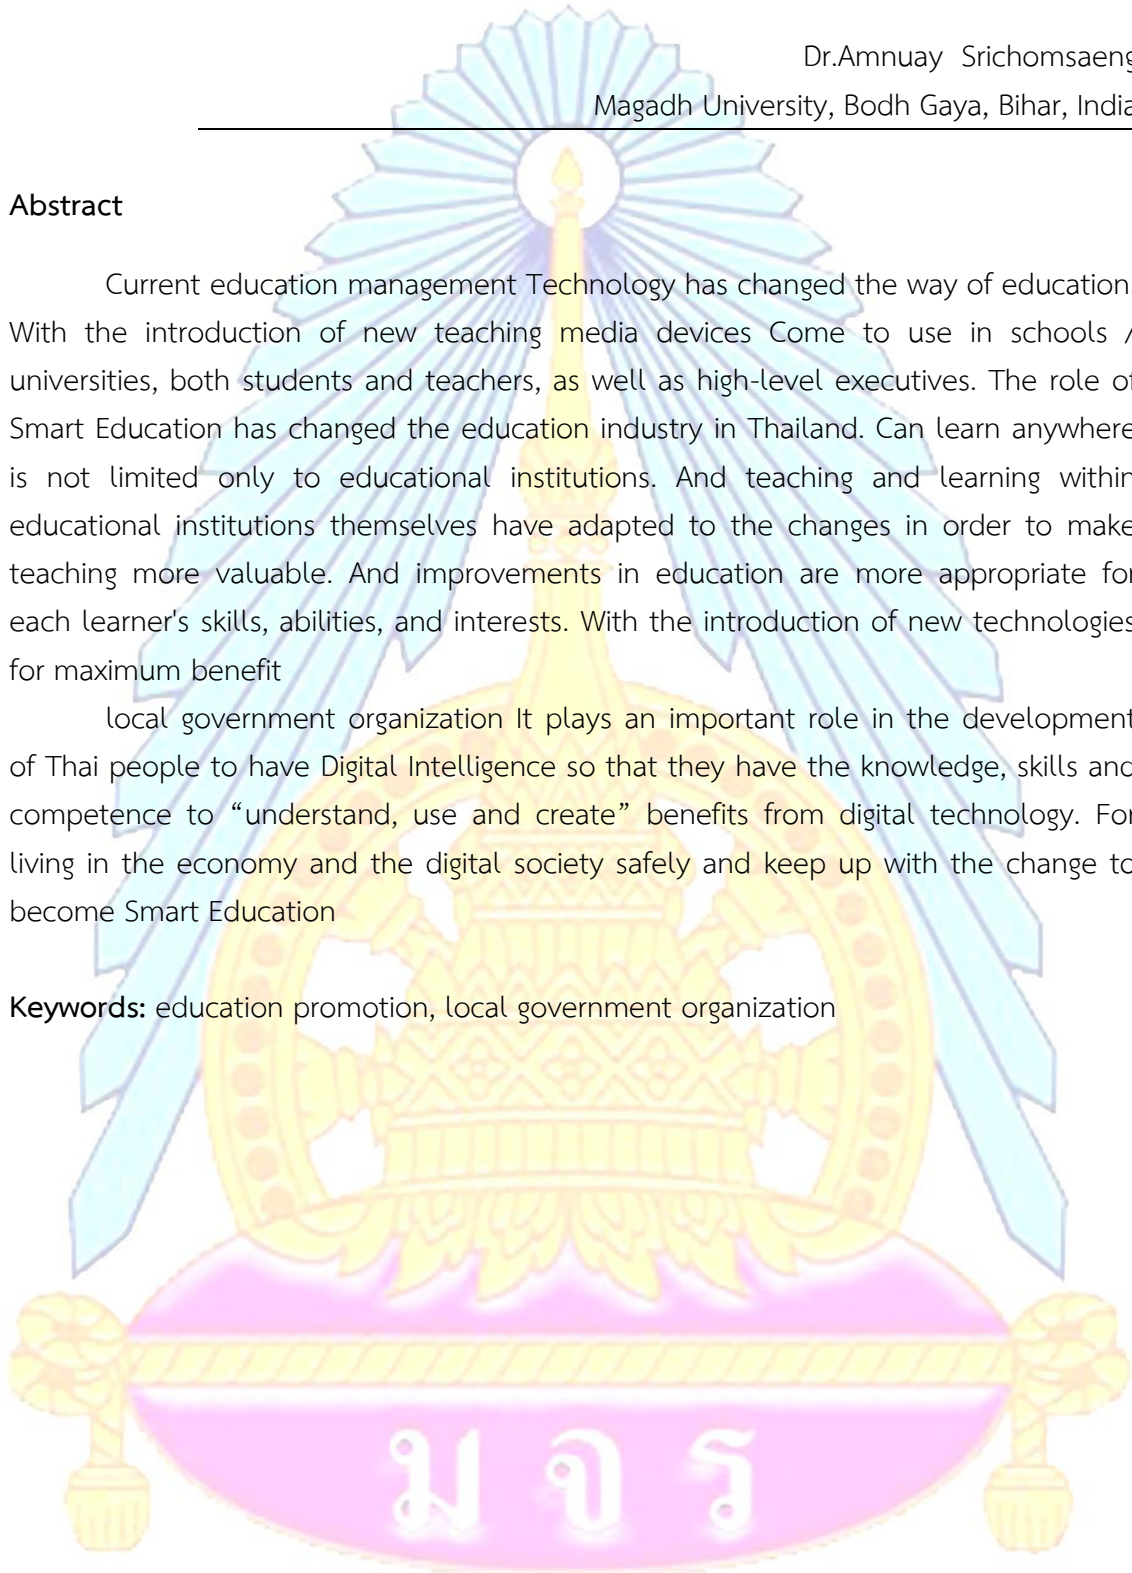 Dr.Amnuay Srichomsaeng
Magadh University, Bodh Gaya, Bihar, India
Abstract
Current education management Technology has changed the way of education.
With the introduction of new teaching media devices Come to use in schools /
universities, both students and teachers, as well as high-level executives. The role of
Smart Education has changed the education industry in Thailand. Can learn anywhere
is not limited only to educational institutions. And teaching and learning within
educational institutions themselves have adapted to the changes in order to make
teaching more valuable. And improvements in education are more appropriate for
each learner's skills, abilities, and interests. With the introduction of new technologies
for maximum benefit
local government organization It plays an important role in the development
of Thai people to have Digital Intelligence so that they have the knowledge, skills and
competence to “understand, use and create” benefits from digital technology. For
living in the economy and the digital society safely and keep up with the change to
become Smart Education
Keywords: education promotion, local government organization
ม จ ร